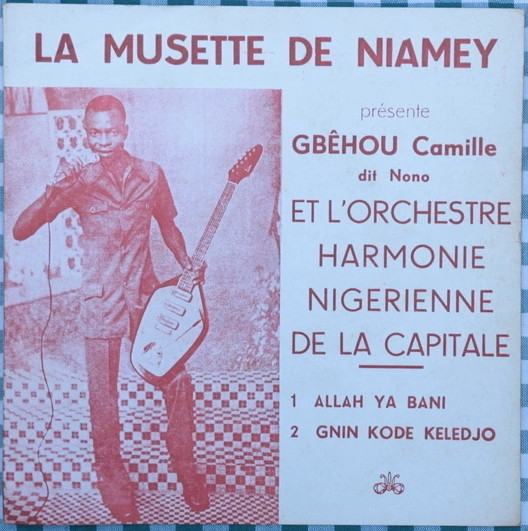 LA MUSETTE DE NIAMEY
présente
GBÊHOU Camille
dit Nono
ET L'ORCHESTRE
HARMONIE
NIGERIENNE
DE LA CAPITALE
1 ALLAH YA BANI
2 GNIN KODE KELEDJO